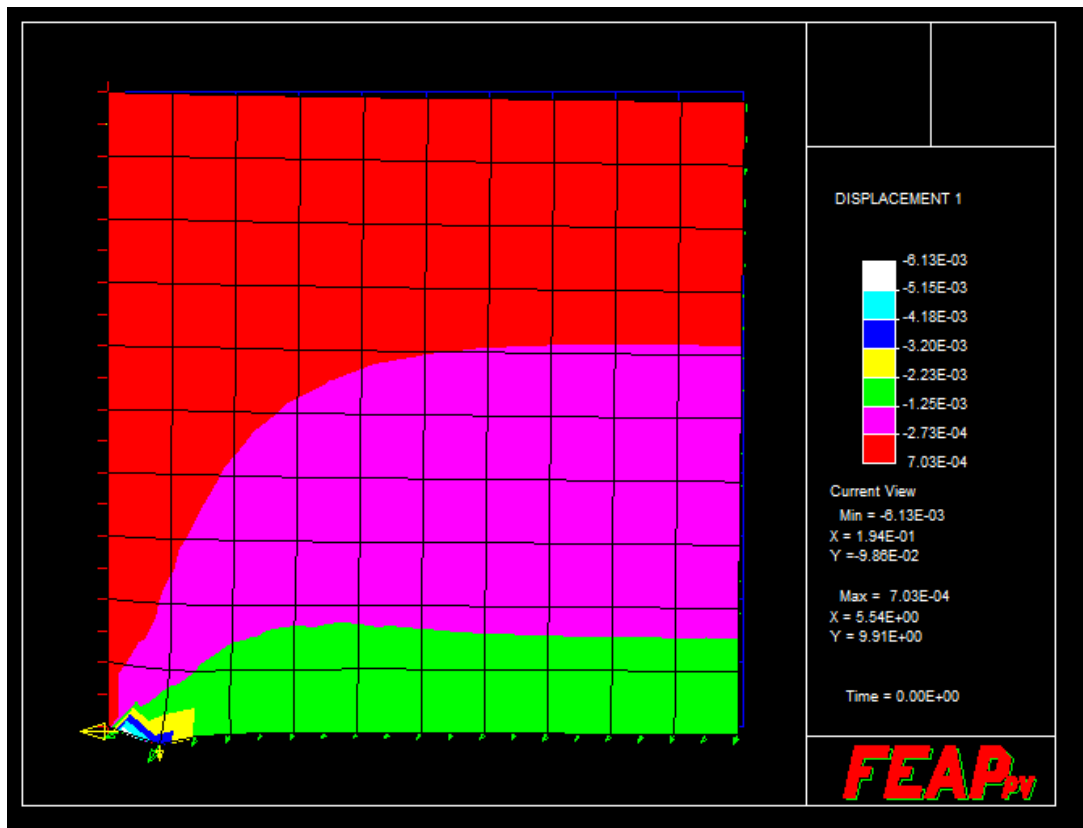 DISPLACEMENT 1
-6.13E-03
-5.15E-03
-4.18E-03
-3.20E-03
-2.23E-03
-1.25E-03
-2.73E-04
7.03E-04
Current View
Min = -6.13E-03
X = 1.94E-01
Y =-9.86E-02
Max = 7.03E-04
X = 5.54E+00
Y = 9.91E+00
Time = 0.00E+00
FEAPpv